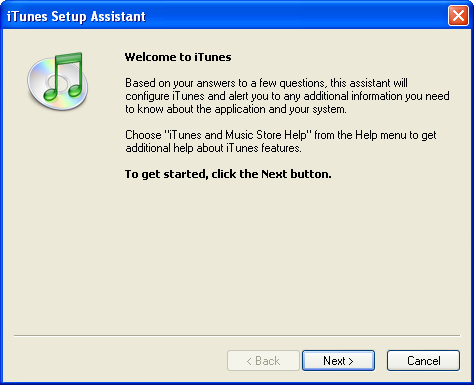 iTunes Setup Assistant
Welcome to iTunes
Based on your answers to a few questions, this assistant will
configure iTunes and alert you to any additional information you need
to know about the application and your system.
Choose "iTunes and Music Store Help" from the Help menu to get
additional help about iTunes features.
To get started, click the Next button.
< Back
Next >
Cancel